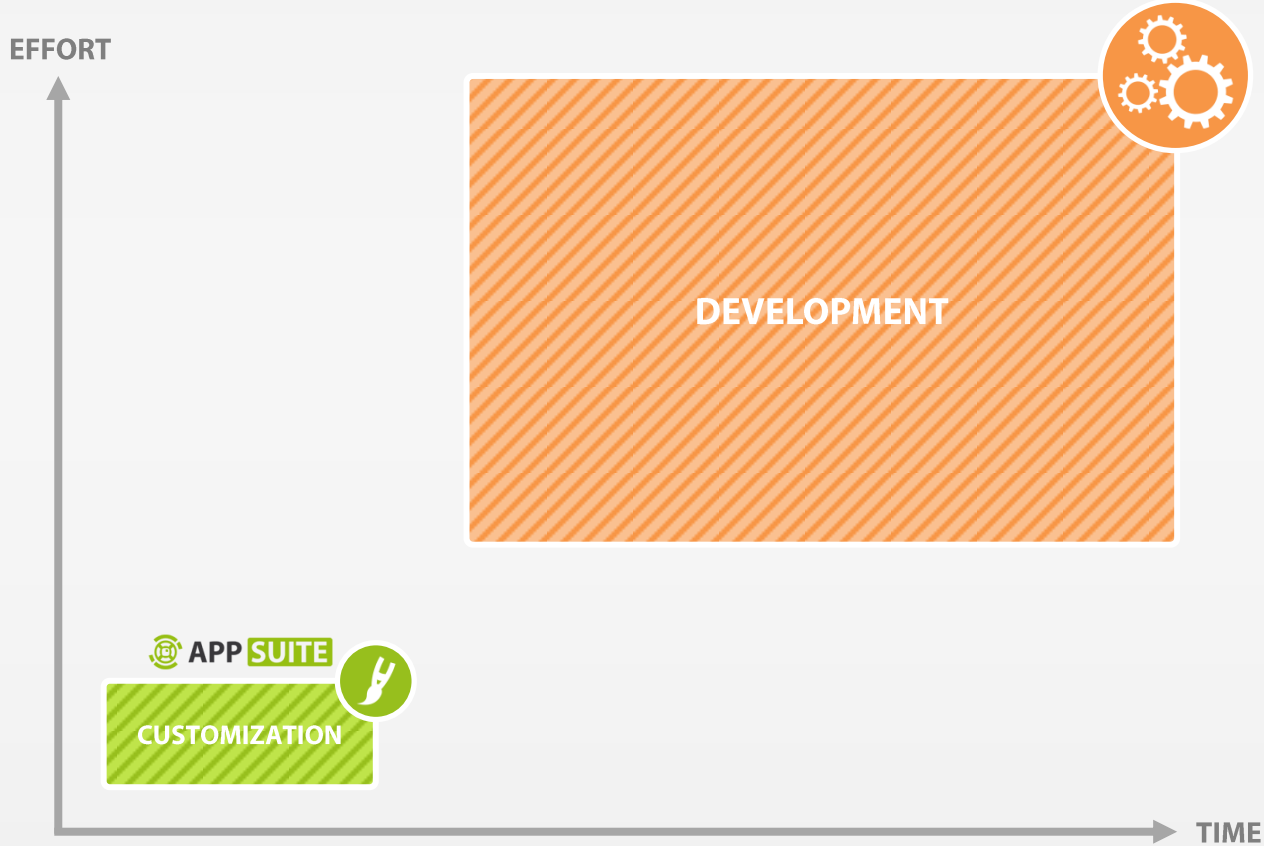 EFFORT
DEVELOPMENT
APP SUITE
CUSTOMIZATION
TIME